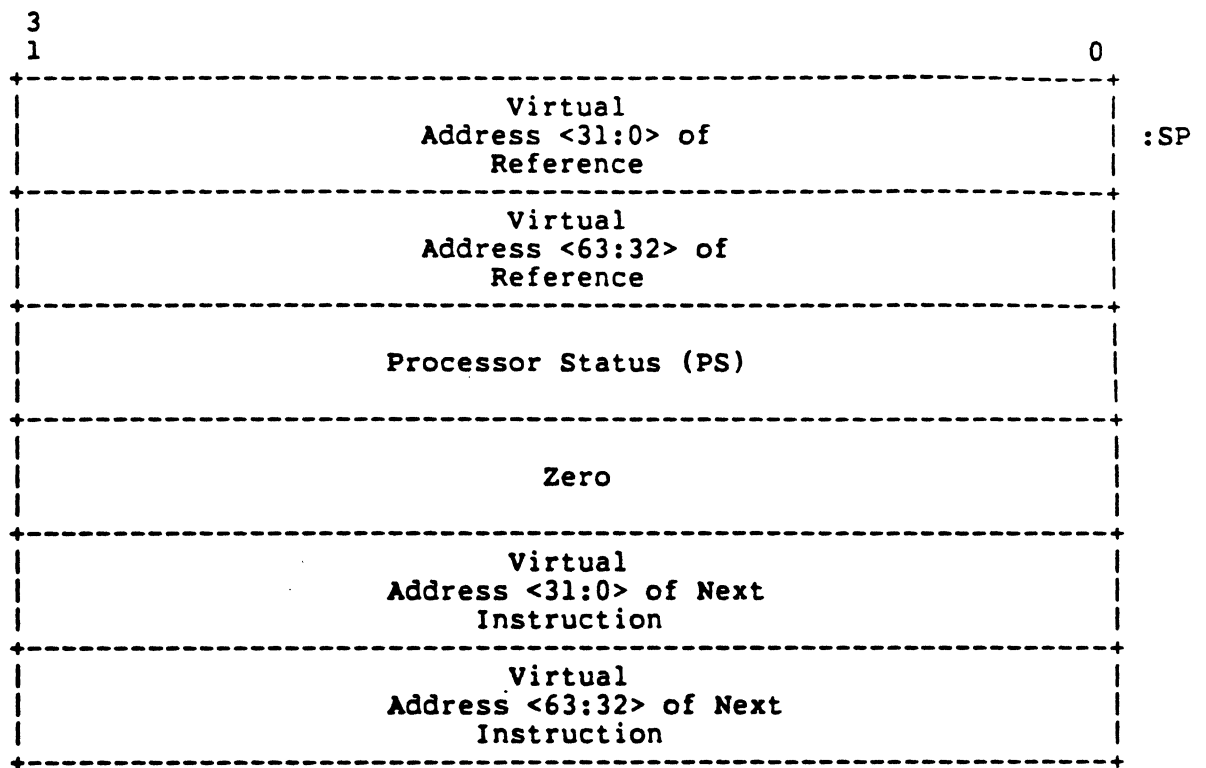 3
1 0
Virtual
Address <31:0> of
Reference
:SP
Virtual
Address <63:32> of
Reference
Processor Status (PS)
Zero
Virtual
Address <31:0> of Next
Instruction
Virtual
Address <63:32> of Next
Instruction